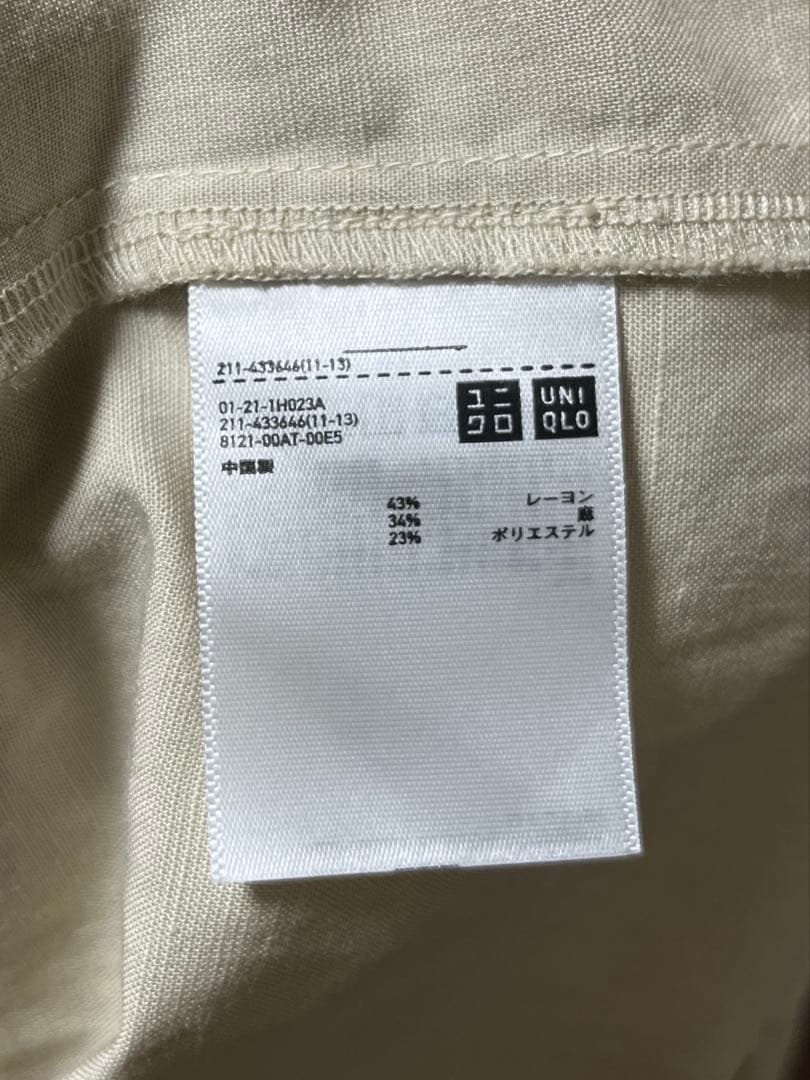 211-433646(11-13)
01-21-1H023A
211-433646(11-13)
8121-00AT-00E5
中国製
ユニ
クロ
UNI
QLO
43% レーヨン
34% 麻
23% ポリエステル